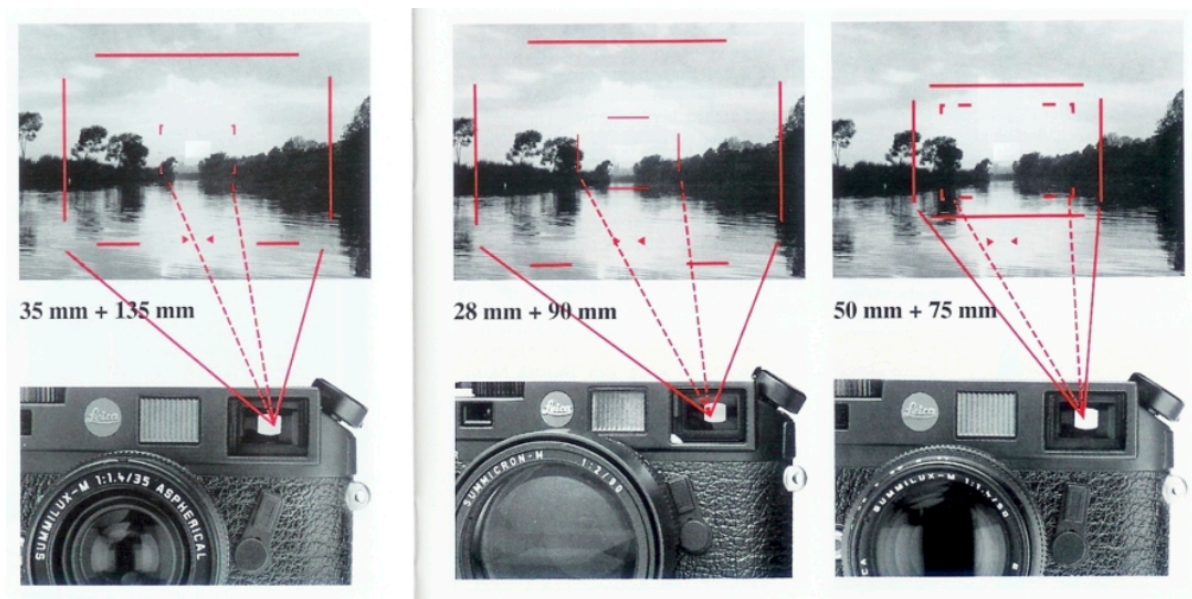 35 mm + 135 mm
28 mm + 90 mm
50 mm + 75 mm
Leica
SUMMILUX-M 1:1.4/35 ASPHERICAL
Leica
SUMMICRON-M 1:2/90
Leica
SUMMILUX-M 1:1.4/50